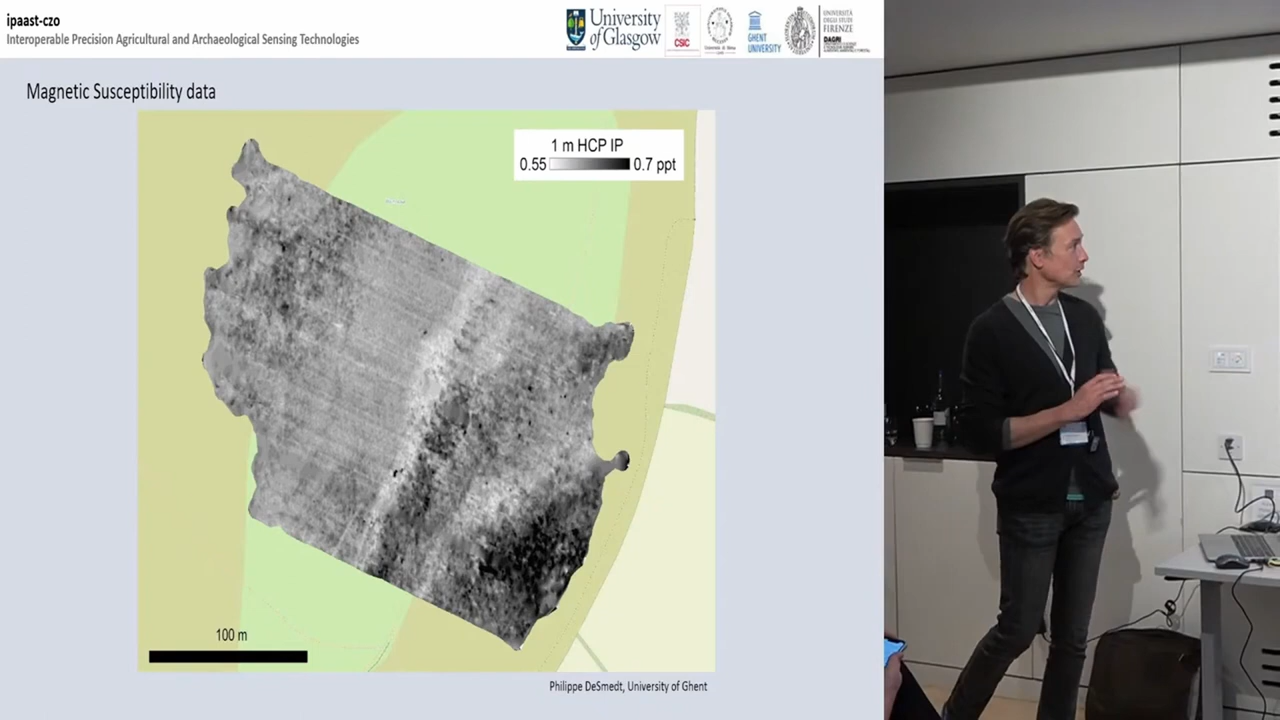 ipaast-czo
Interoperable Precision Agricultural and Archaeological Sensing Technologies
University
of Glasgow
CSIC
GHENT
UNIVERSITY
UNIVERSITÀ
DEGLI STUDI
FIRENZE
DAGRI
Magnetic Susceptibility data
1 m HCP IP
0.55 0.7 ppt
100 m
Philippe DeSmedt, University of Ghent